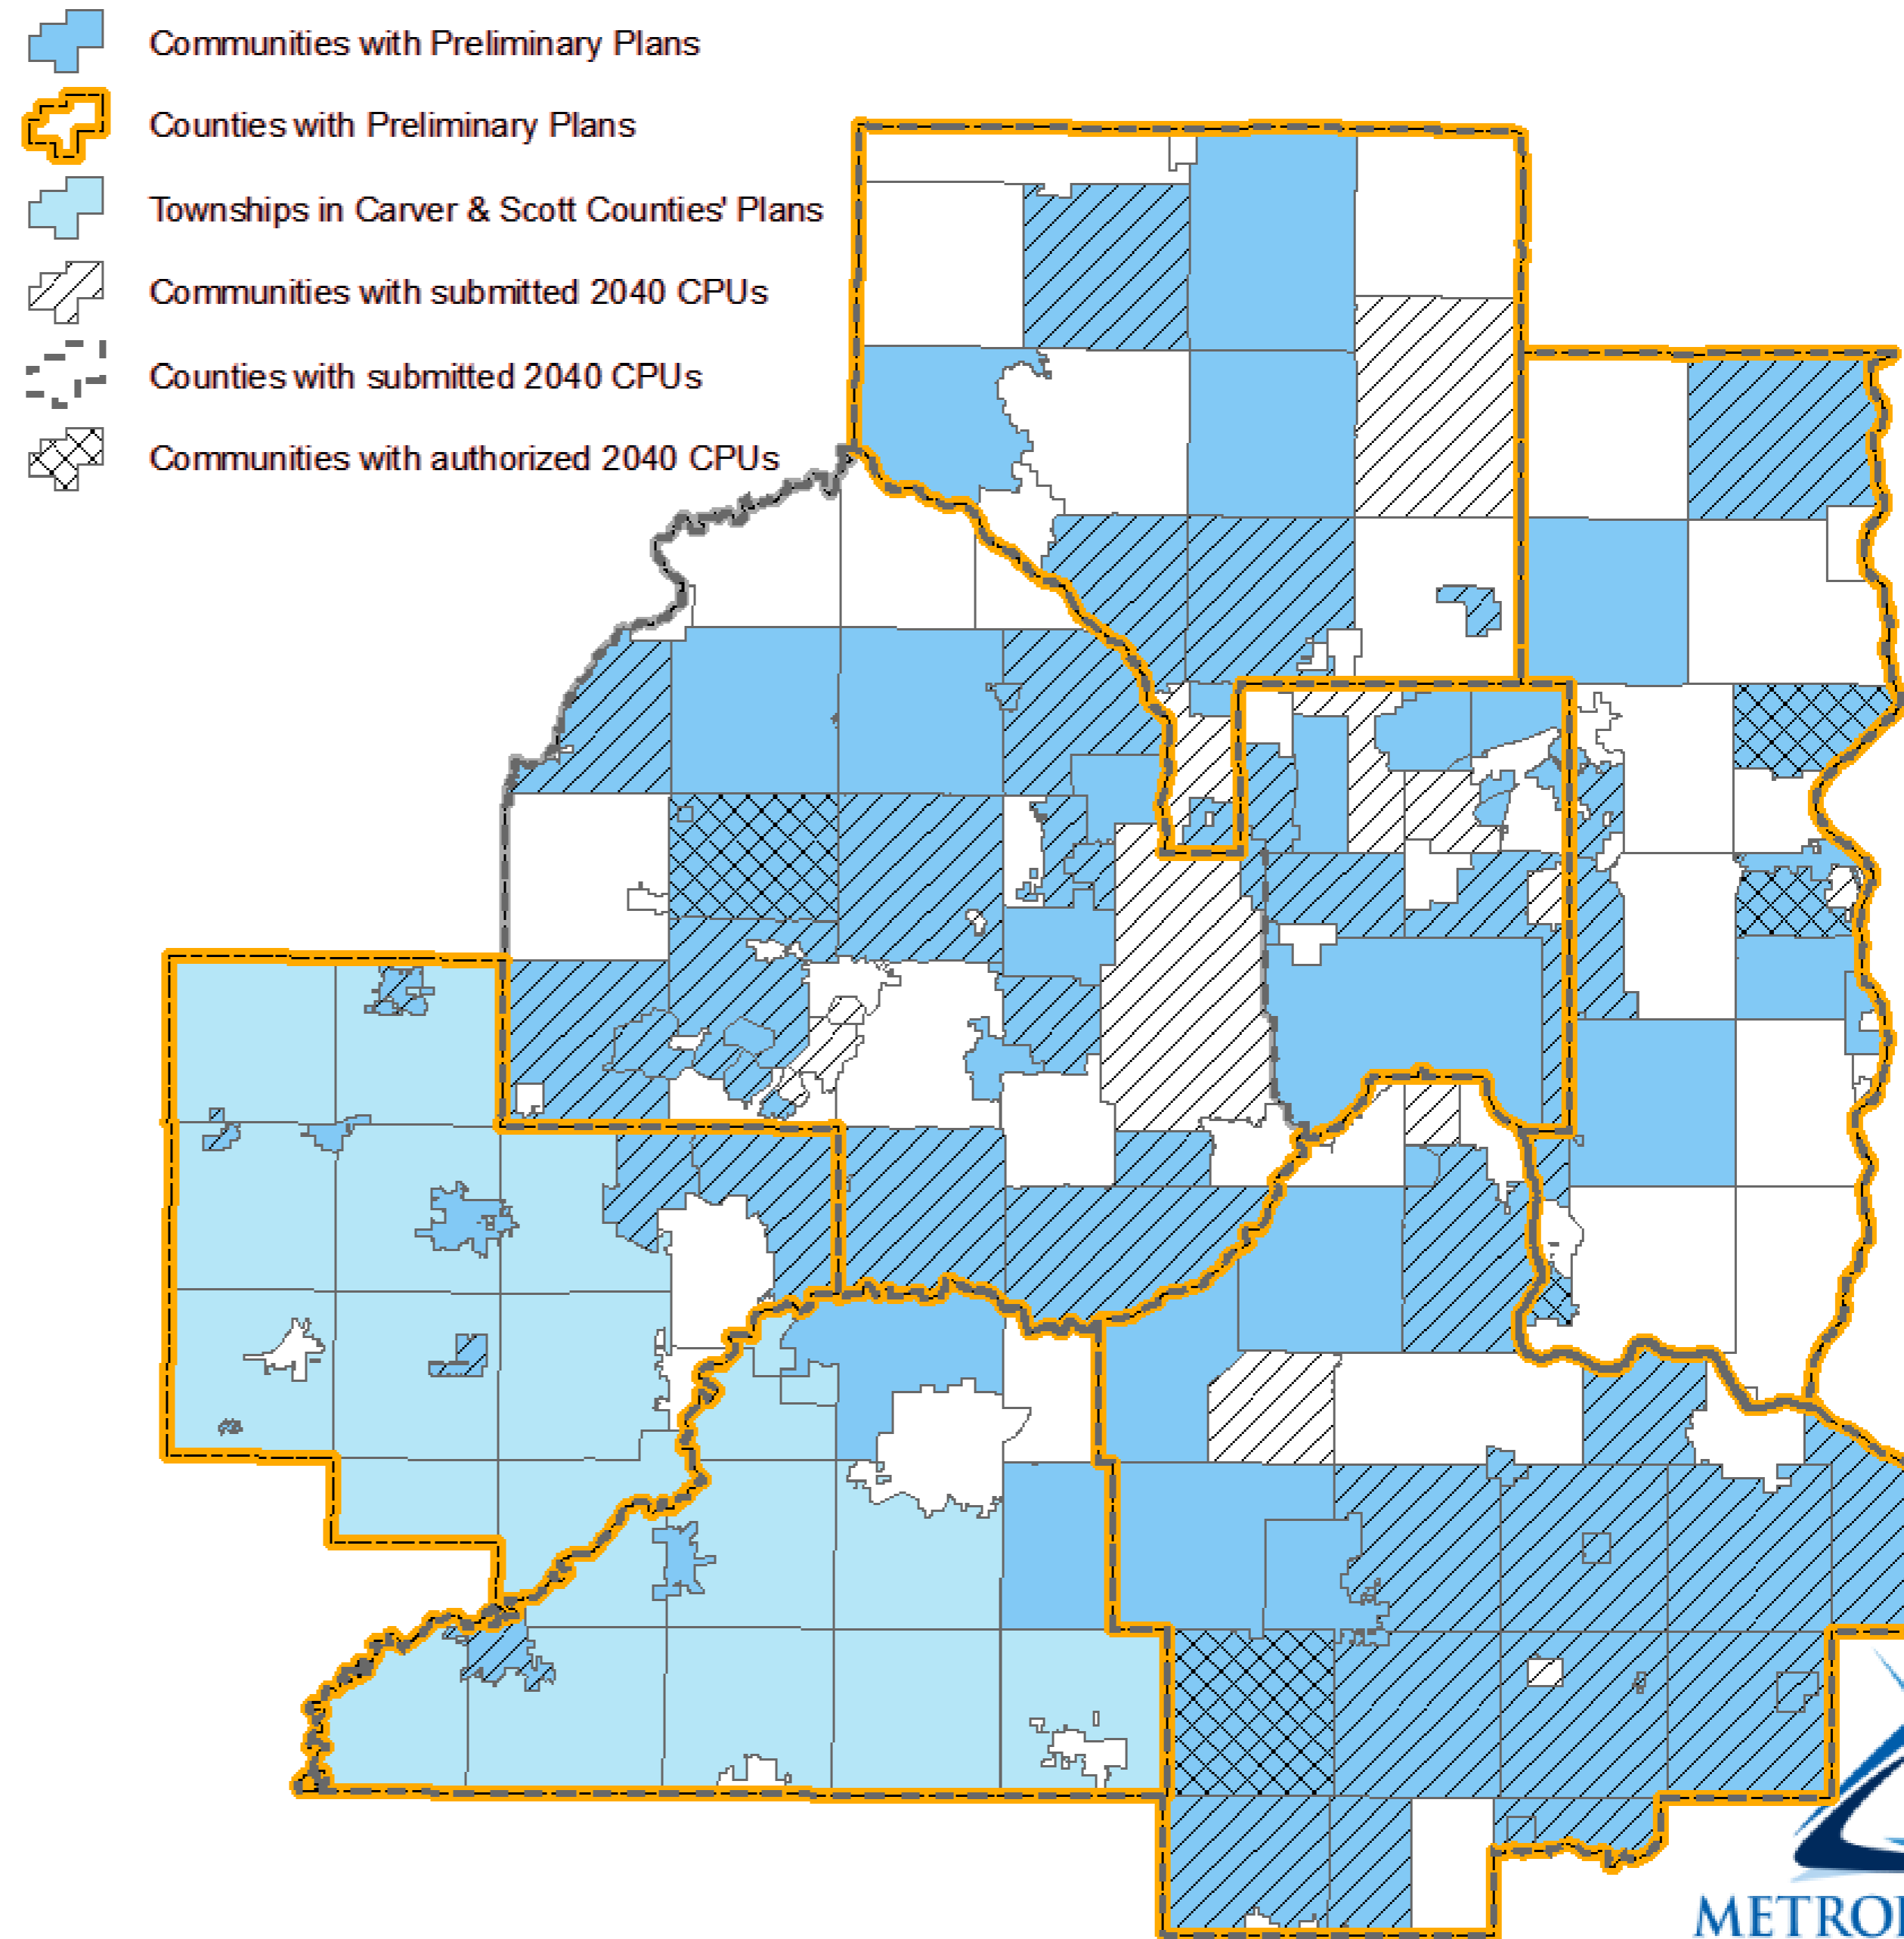 Communities with Preliminary Plans
Counties with Preliminary Plans
Townships in Carver & Scott Counties' Plans
Communities with submitted 2040 CPUs
Counties with submitted 2040 CPUs
Communities with authorized 2040 CPUs